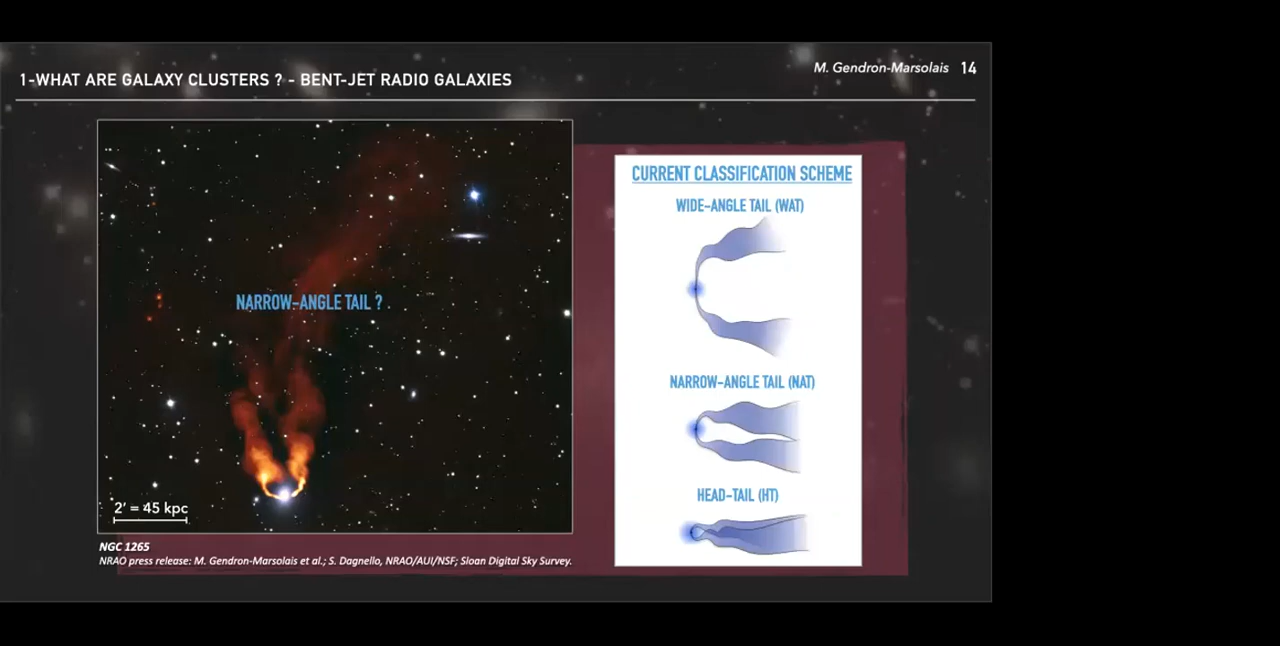 1-WHAT ARE GALAXY CLUSTERS ? - BENT-JET RADIO GALAXIES
M. Gendron-Marsolais 14
NARROW-ANGLE TAIL ?
2' = 45 kpc
NGC 1265
NRAO press release: M. Gendron-Marsolais et al.; S. Dagnello, NRAO/AUI/NSF; Sloan Digital Sky Survey.
CURRENT CLASSIFICATION SCHEME
WIDE-ANGLE TAIL (WAT)
NARROW-ANGLE TAIL (NAT)
HEAD-TAIL (HT)